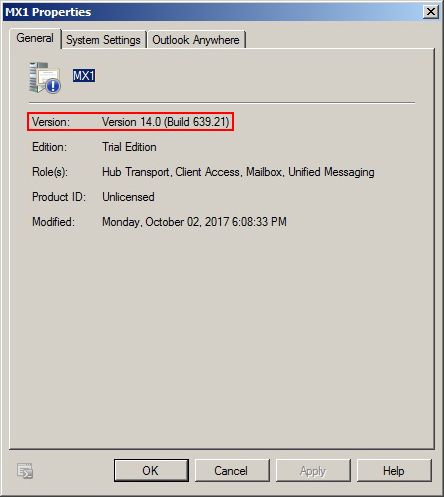 MX1 Properties
General System Settings Outlook Anywhere
MX1
Version: Version 14.0 (Build 639.21)
Edition: Trial Edition
Role(s): Hub Transport, Client Access, Mailbox, Unified Messaging
Product ID: Unlicensed
Modified: Monday, October 02, 2017 6:08:33 PM
OK Cancel Apply Help